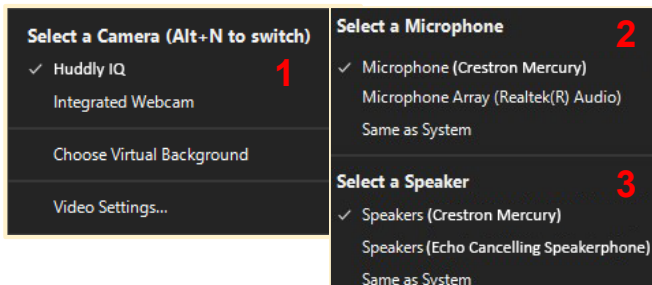 Select a Camera (Alt+N to switch)
✓ Huddly IQ
1
Integrated Webcam
Choose Virtual Background
Video Settings...
Select a Microphone
2
✓ Microphone (Crestron Mercury)
Microphone Array (Realtek(R) Audio)
Same as System
Select a Speaker
3
✓ Speakers (Crestron Mercury)
Speakers (Echo Cancelling Speakerphone)
Same as System